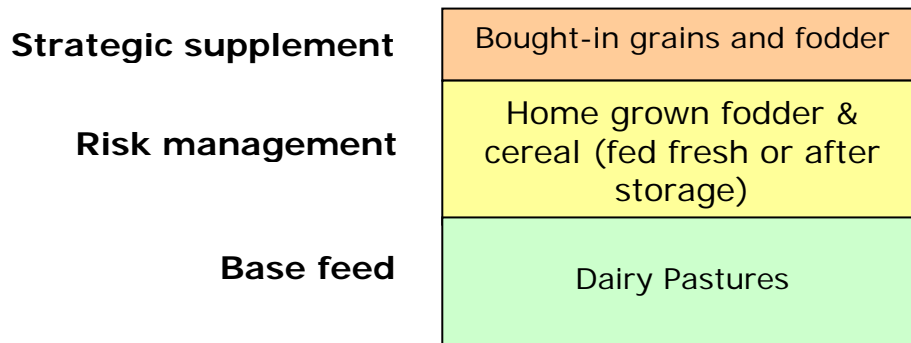 Strategic supplement
Bought-in grains and fodder
Risk management
Home grown fodder &
cereal (fed fresh or after
storage)
Base feed
Dairy Pastures